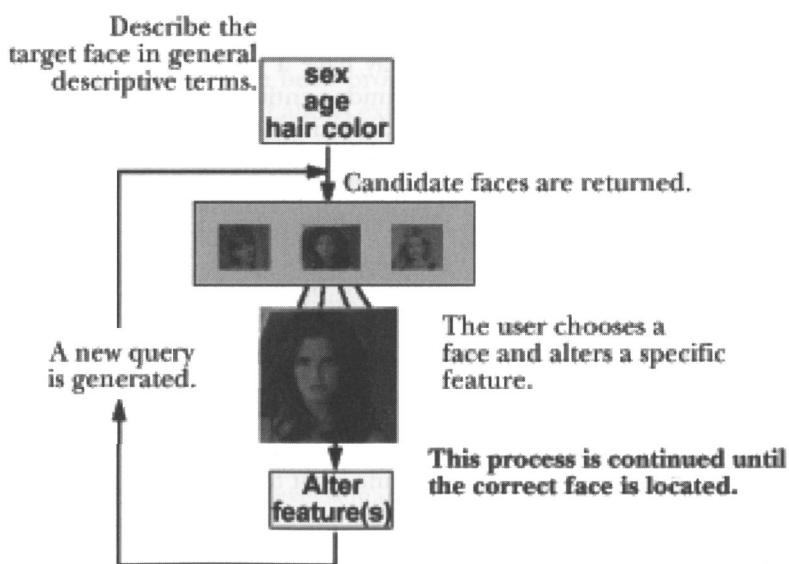 Describe the
target face in general
descriptive terms.
sex
age
hair color
Candidate faces are returned.
The user chooses a
face and alters a specific
feature.
A new query
is generated.
This process is continued until
the correct face is located.
Alter
feature(s)